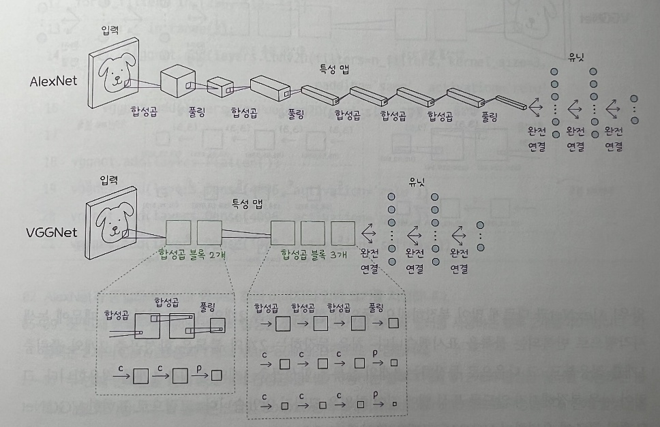 입력
AlexNet
합성곱
풀링
합성곱
풀링
특성 맵
합성곱
합성곱
합성곱
풀링
유닛
완전 연결
완전 연결
완전 연결
입력
VGGNet
특성 맵
합성곱 블록 2개
합성곱 블록 3개
유닛
완전 연결
완전 연결
완전 연결
합성곱
합성곱
풀링
c c p
합성곱 합성곱 합성곱 풀링
c c c p
c c c p